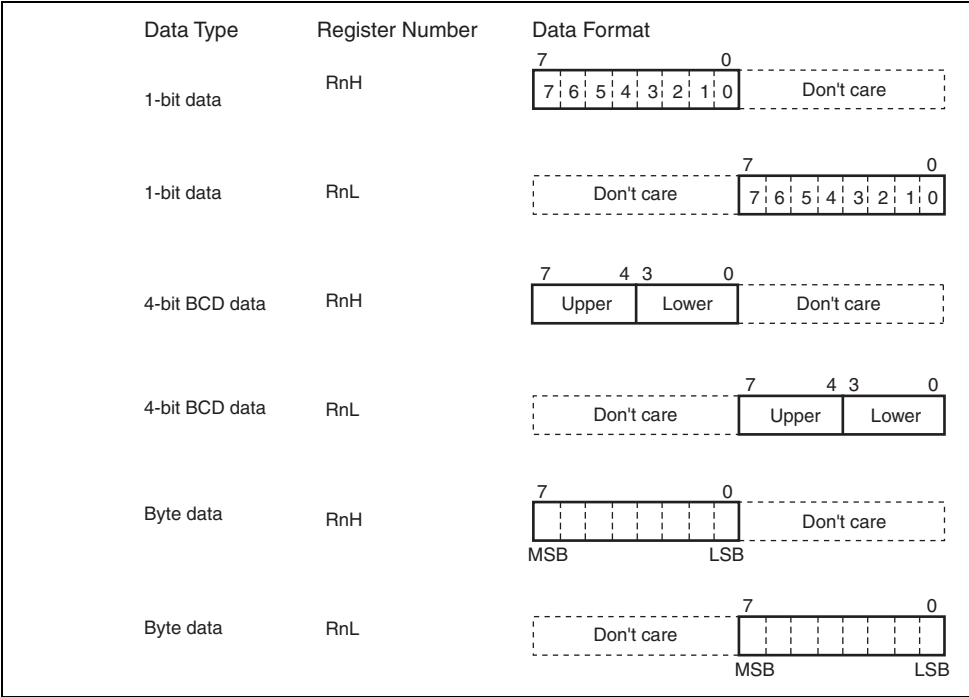 Data Type Register Number Data Format
7 0
1-bit data RnH 7 6 5 4 3 2 1 0 Don't care
7 0
1-bit data RnL Don't care 7 6 5 4 3 2 1 0
7 4 3 0
4-bit BCD data RnH Upper Lower Don't care
7 4 3 0
4-bit BCD data RnL Don't care Upper Lower
7 0
Byte data RnH Don't care
MSB LSB
7 0
Byte data RnL Don't care
MSB LSB